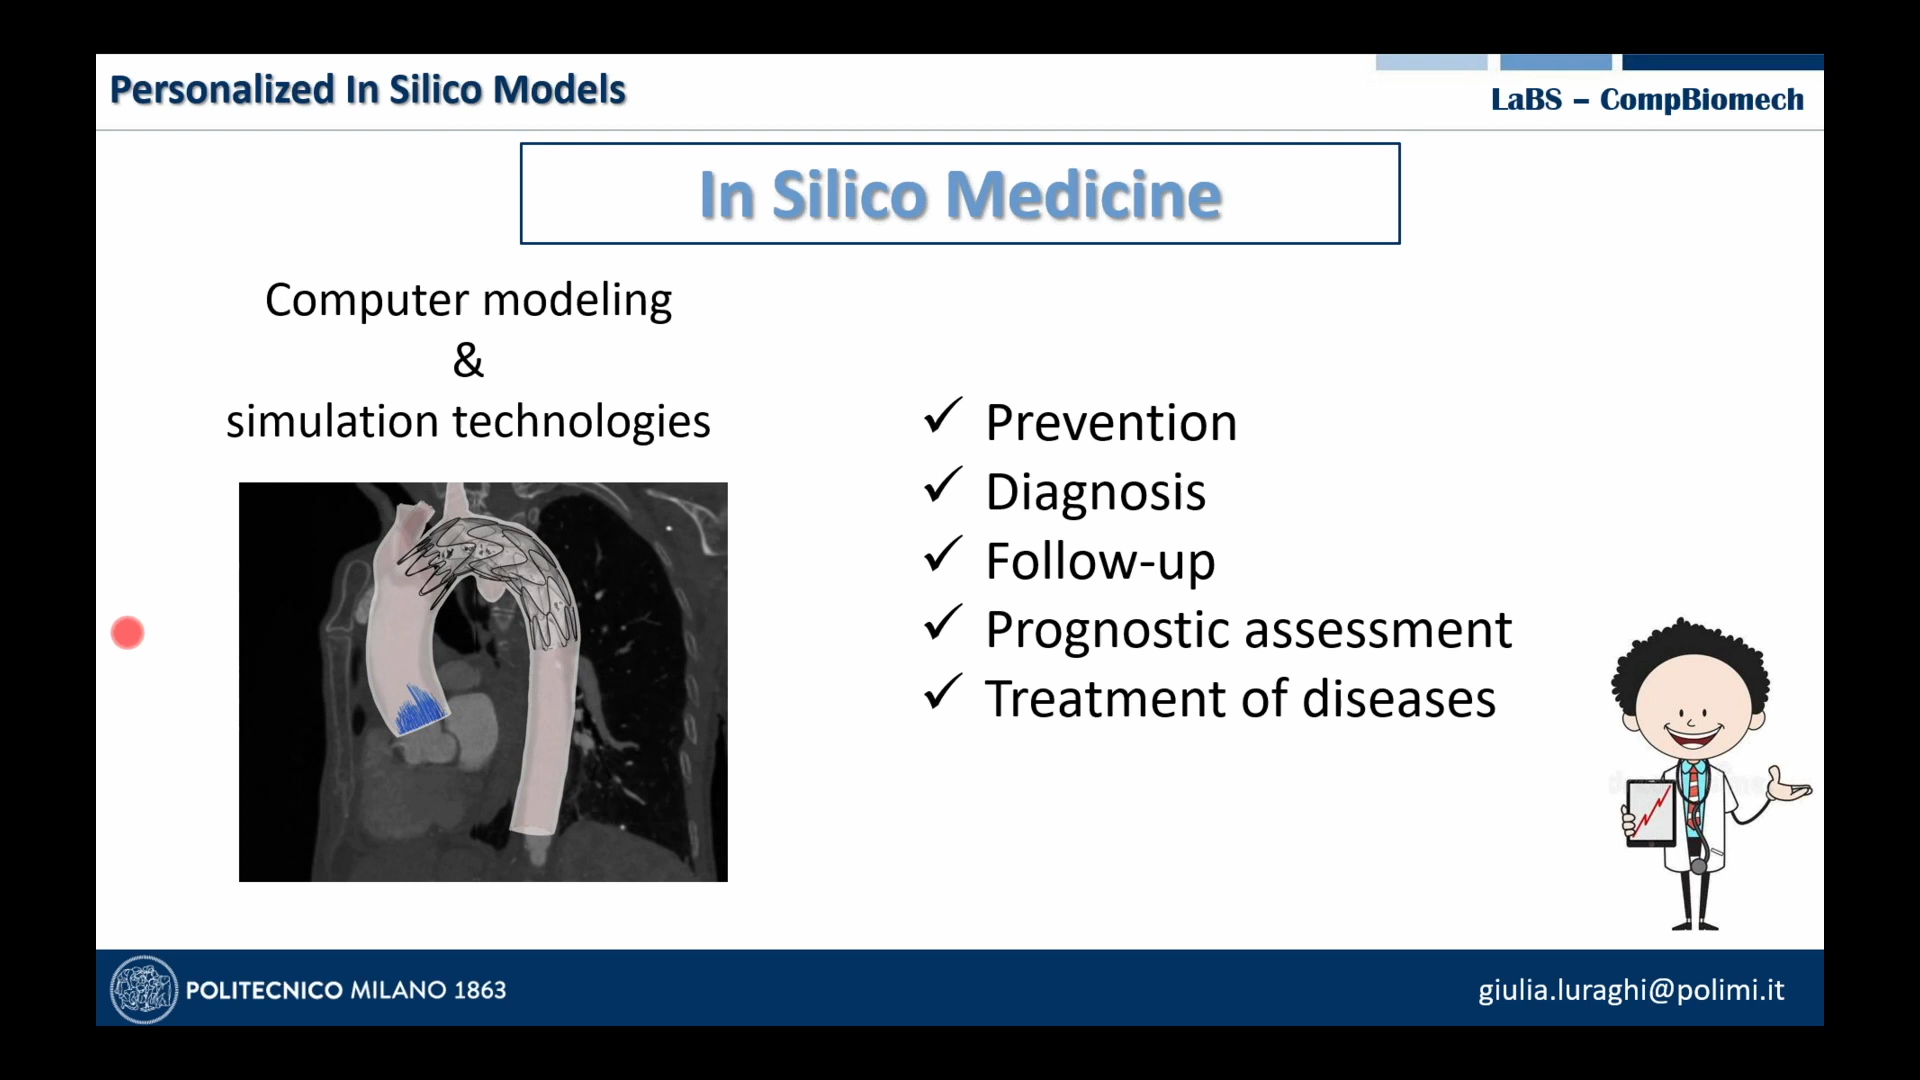 Personalized In Silico Models
LaBS – CompBiomech
In Silico Medicine
Computer modeling
&
simulation technologies
✓ Prevention
✓ Diagnosis
✓ Follow-up
✓ Prognostic assessment
✓ Treatment of diseases
POLITECNICO MILANO 1863
giulia.luraghi@polimi.it